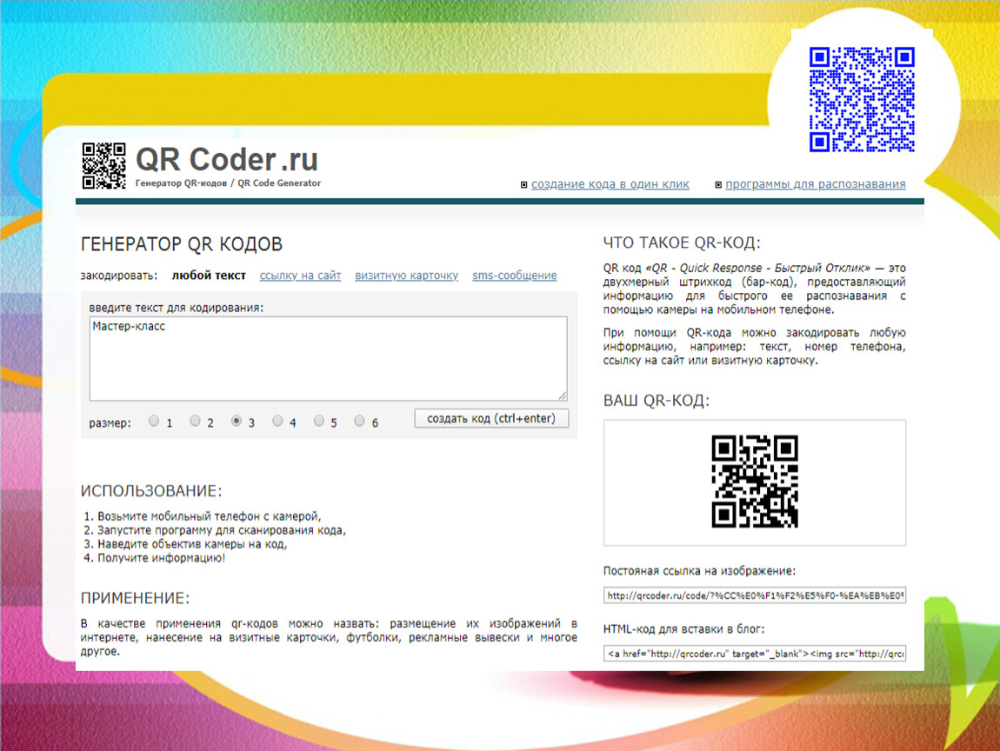 QR Coder.ru
Генератор QR-кодов / QR Code Generator
создание кода в один клик
программы для распознавания
ГЕНЕРАТОР QR КОДОВ
закодировать: любой текст ссылку на сайт визитную карточку sms-сообщение
введите текст для кодирования:
Мастер-класс
размер: 1 2 3 4 5 6
создать код (ctrl+enter)
ИСПОЛЬЗОВАНИЕ:
1. Возьмите мобильный телефон с камерой,
2. Запустите программу для сканирования кода,
3. Наведите объектив камеры на код,
4. Получите информацию!
ПРИМЕНЕНИЕ:
В качестве применения qr-кодов можно назвать: размещение их изображений в
интернете, нанесение на визитные карточки, футболки, рекламные вывески и многое
другое.
ЧТО ТАКОЕ QR-КОД:
QR код «QR - Quick Response - Быстрый Отклик» — это
двухмерный штрихкод (бар-код), предоставляющий
информацию для быстрого ее распознавания с
помощью камеры на мобильном телефоне.
При помощи QR-кода можно закодировать любую
информацию, например: текст, номер телефона,
ссылку на сайт или визитную карточку.
ВАШ QR-КОД:
Постояная ссылка на изображение:
http://qrcoder.ru/code/?%CC%E0%F1%F2%E5%F0-%EA%EB%E0%
HTML-код для вставки в блог:
<a href="http://qrcoder.ru" target="_blank"><img src="http://qrc